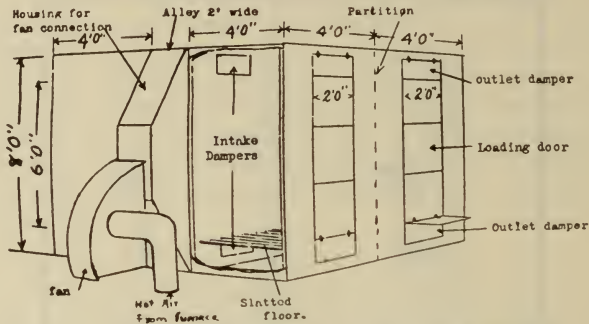 Housing for
fan connection
Alley 2' wide
Partition
4'0"
4'0"
4'0"
4'0"
outlet damper
2'0"
2'0"
8'0"
6'0"
Intake
Dampers
Loading door
Outlet damper
fan
Hot Air
from furnace
Slatted
floor.